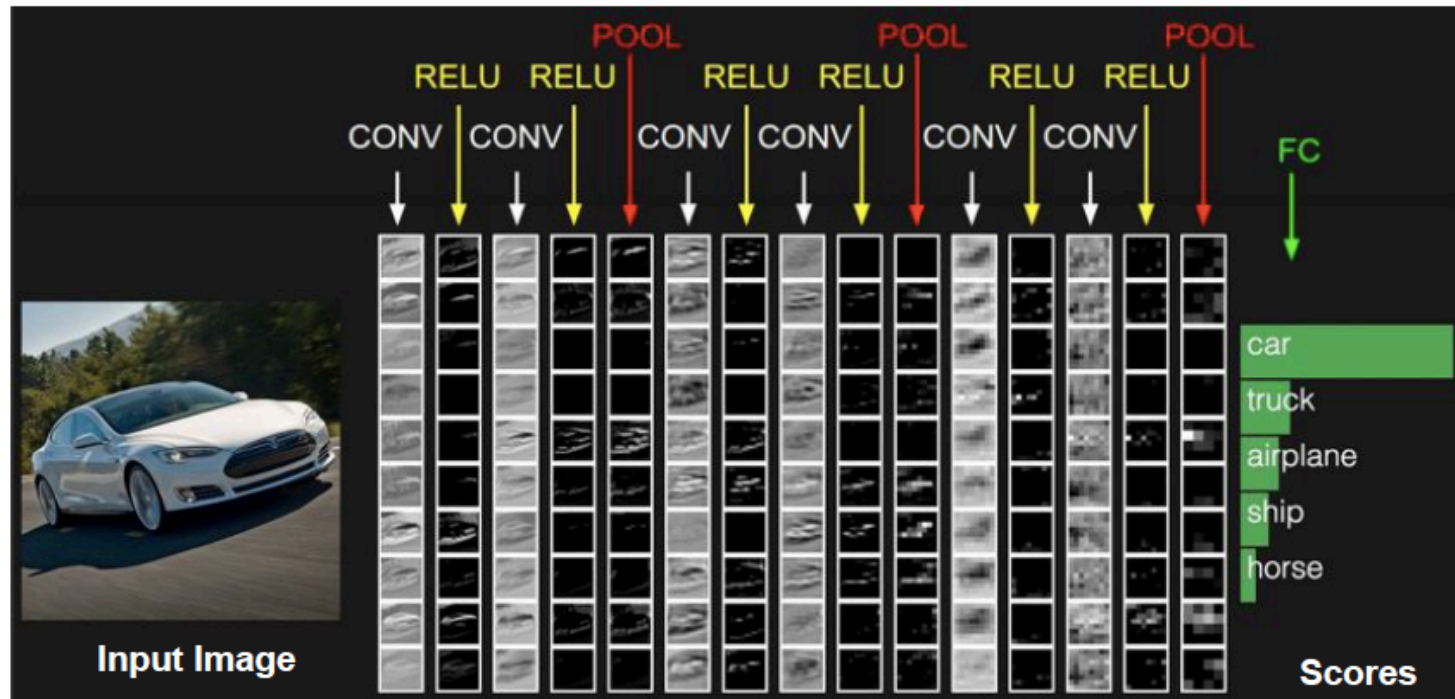 POOL POOL POOL
RELU RELU RELU RELU RELU RELU
CONV CONV CONV CONV CONV CONV
FC
car
truck
airplane
ship
horse
Input Image
Scores